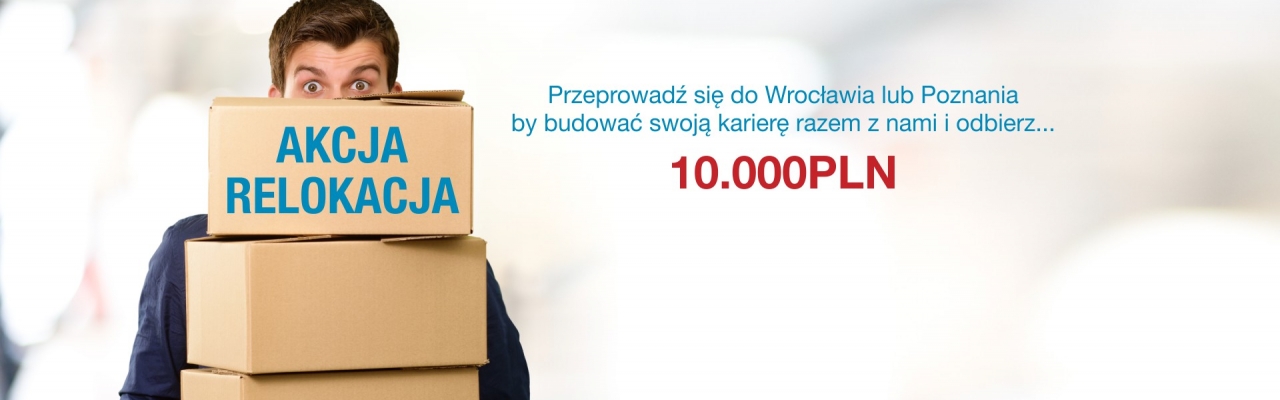 AKCJA
RELOKACJA
Przeprowadź się do Wrocławia lub Poznania
by budować swoją karierę razem z nami i odbierz...
10.000PLN